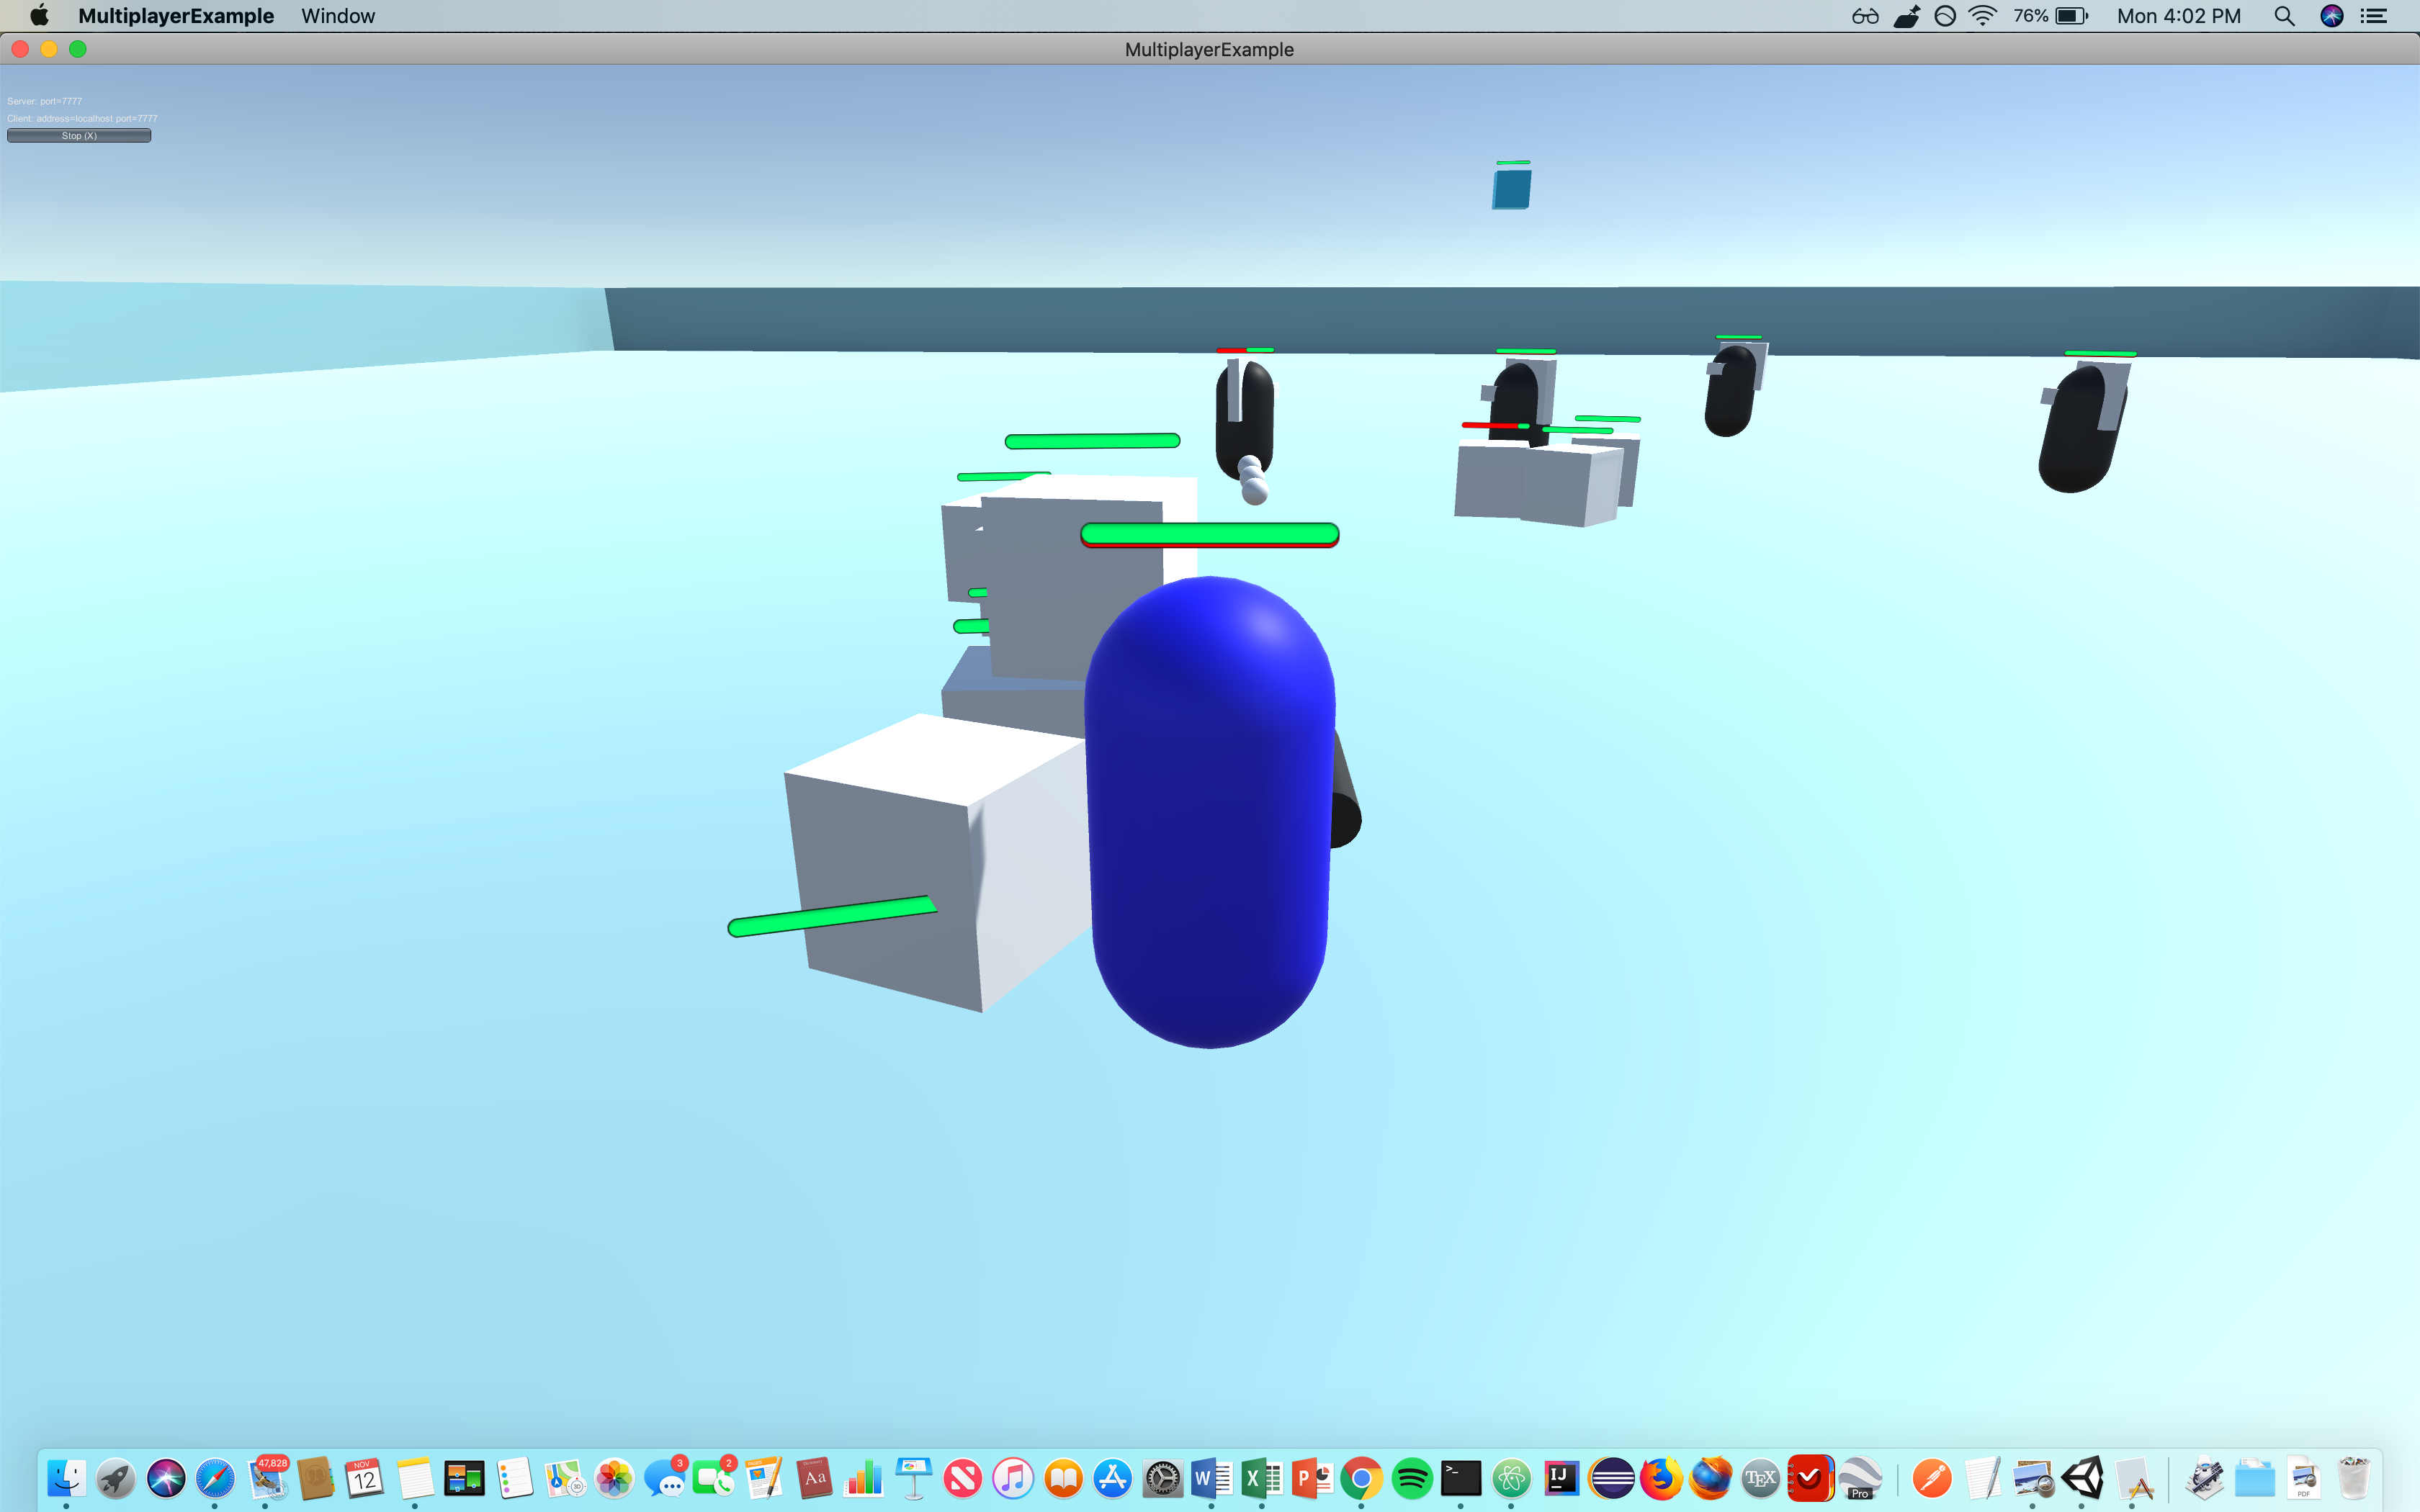 MultiplayerExample Window 76% Mon 4:02 PM
MultiplayerExample
Server: port=7777
Client: address=localhost port=7777
Stop (X)
47,828
NOV
12
3
2
PAGES
Aa
W
X
P
>_
IJ
TEX
Pro
PDF